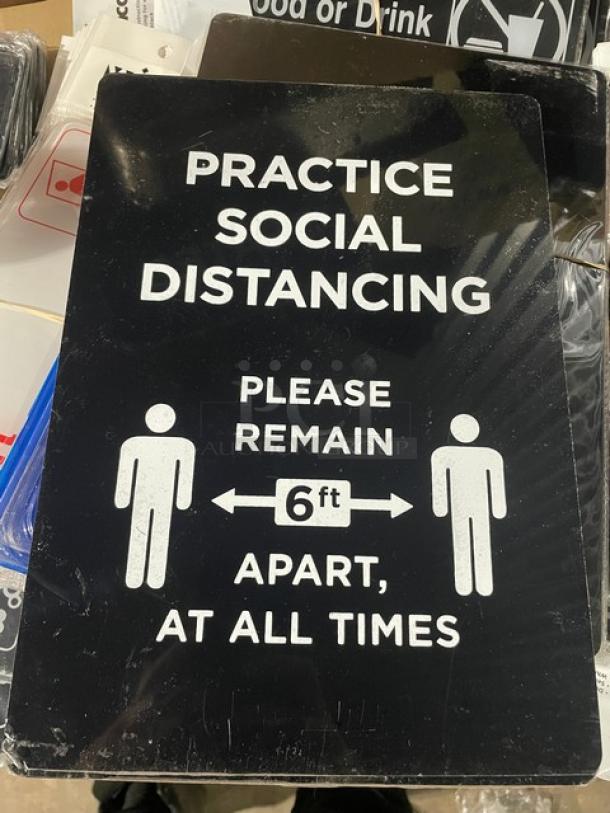 ood or Drink
PRACTICE
SOCIAL
DISTANCING
PLEASE
REMAIN
6ft
APART,
AT ALL TIMES